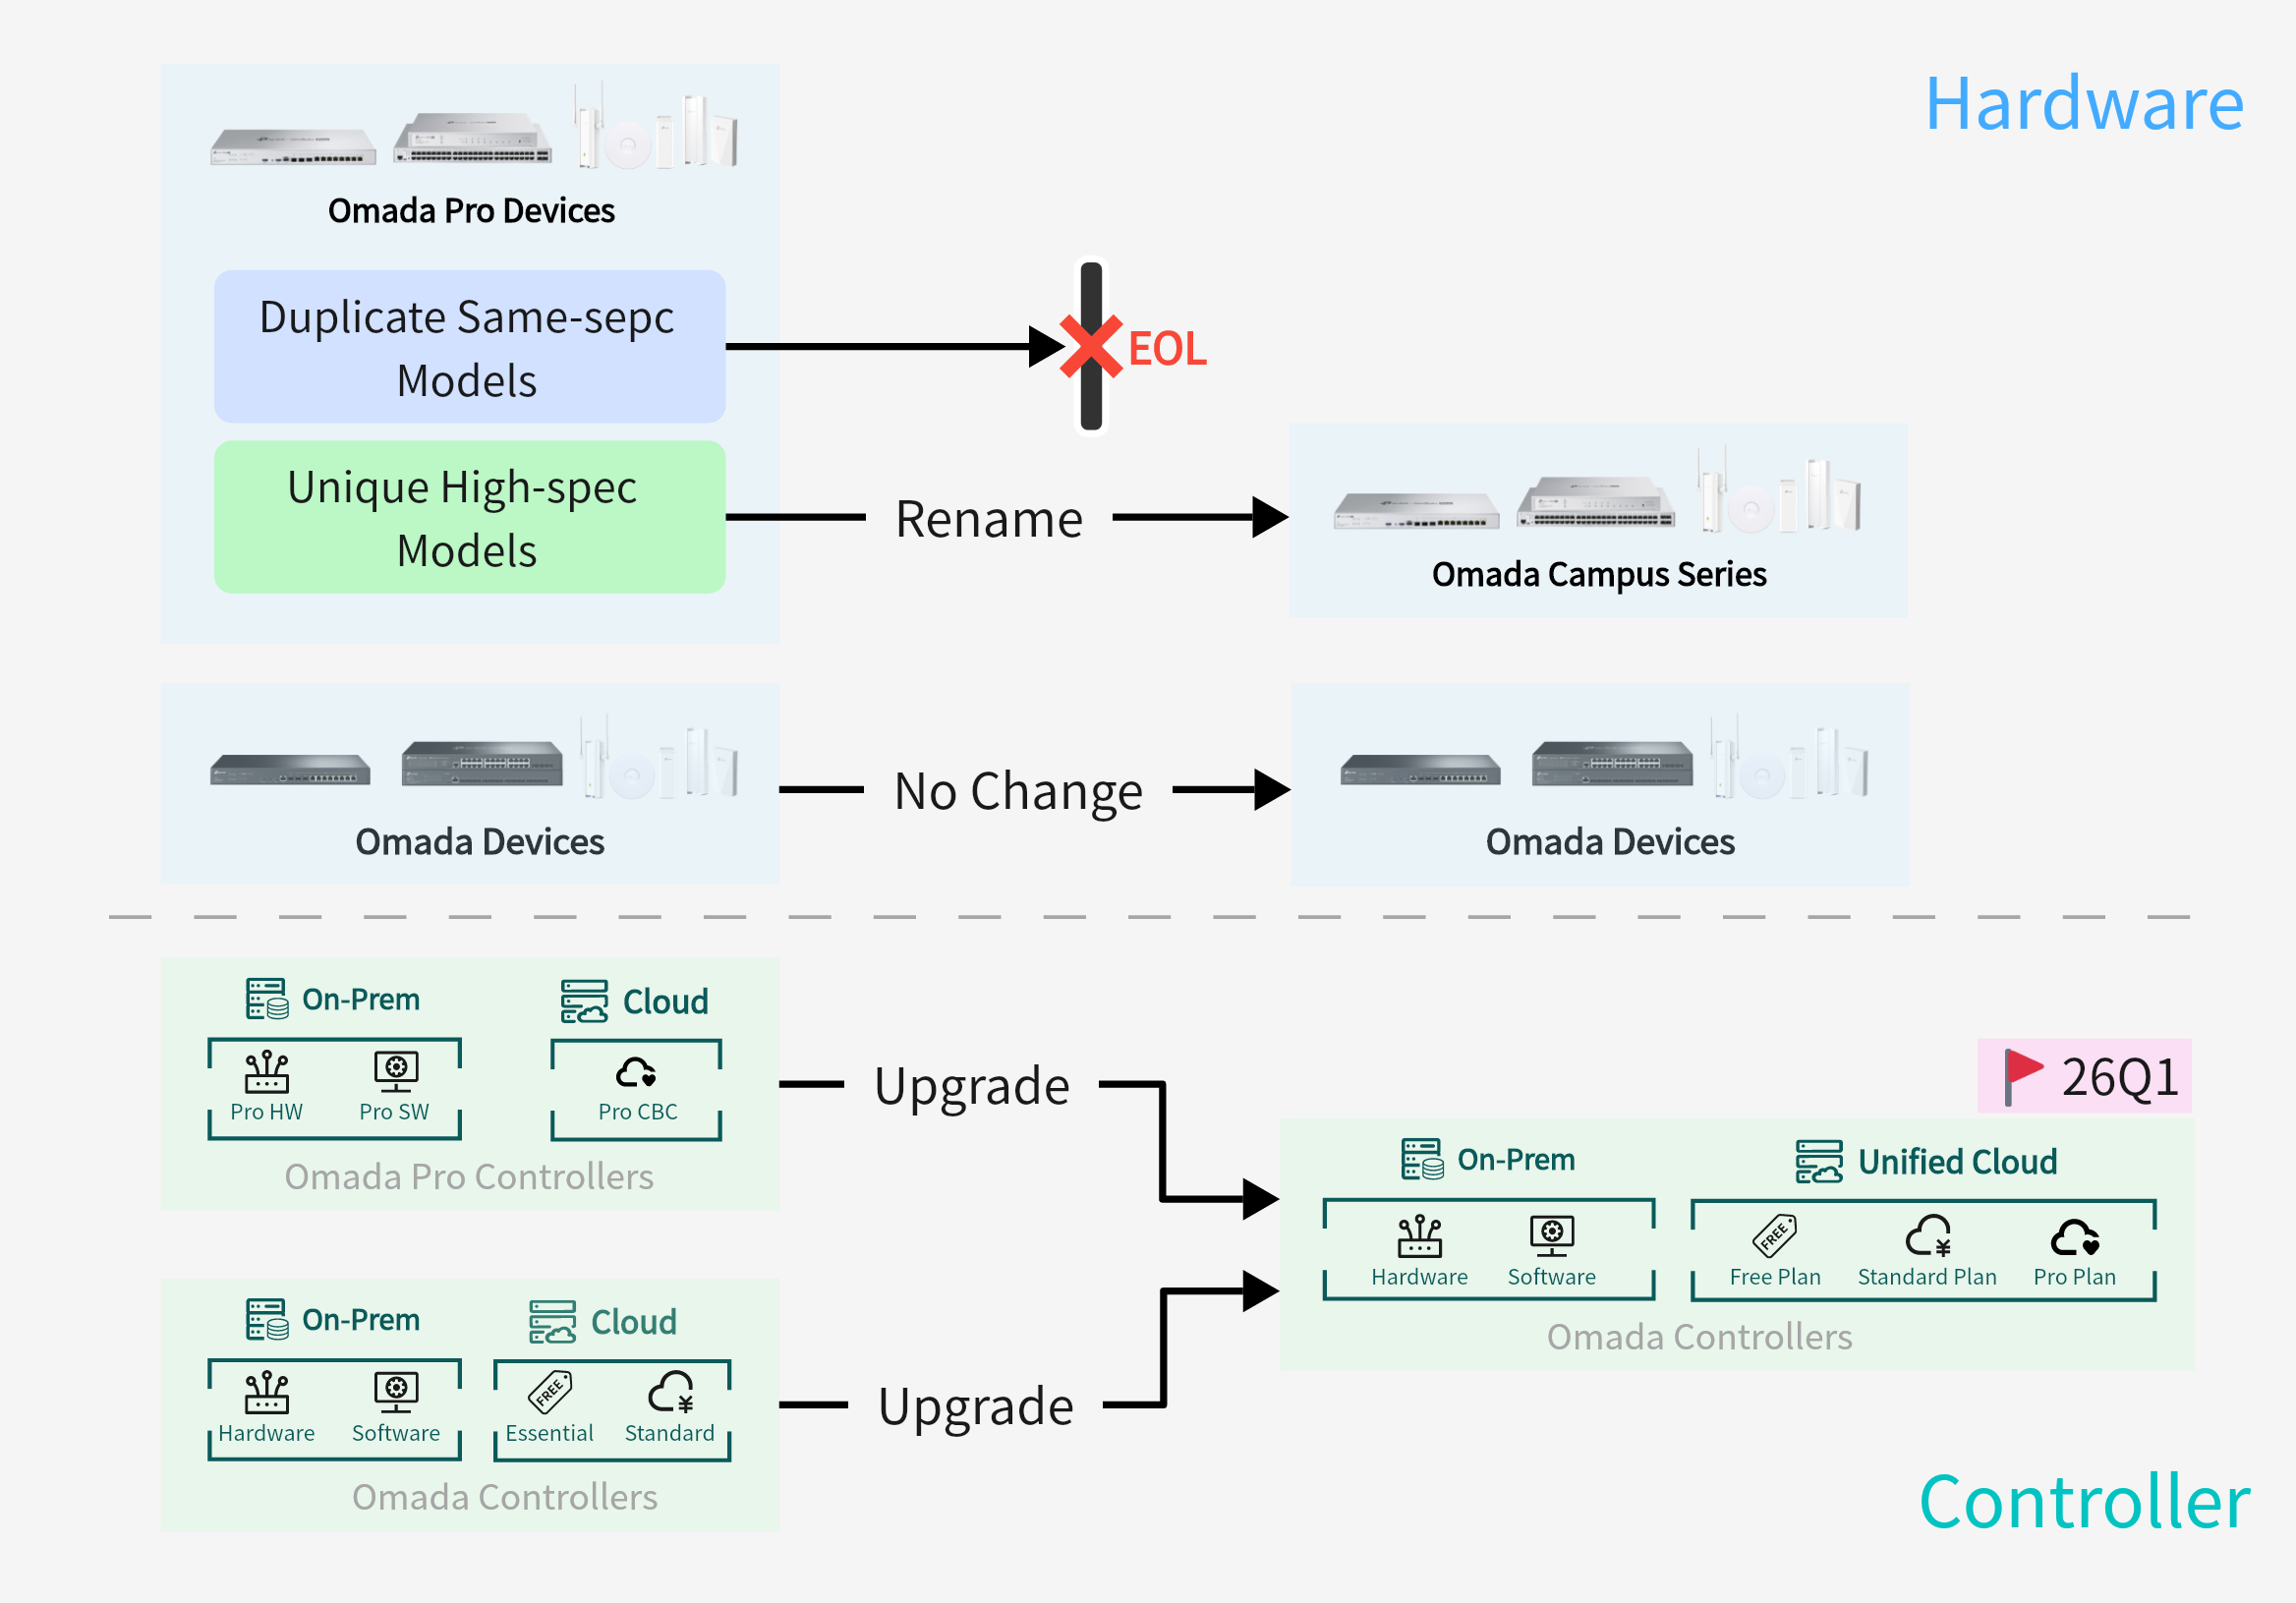 Hardware
Omada Pro Devices
Duplicate Same-sepc
Models
EOL
Unique High-spec
Models
Rename
Omada Campus Series
Omada Devices
No Change
Omada Devices
On-Prem
Cloud
Pro HW
Pro SW
Pro CBC
Omada Pro Controllers
Upgrade
26Q1
On-Prem
Unified Cloud
FREE
Hardware
Software
Free Plan
Standard Plan
Pro Plan
Omada Controllers
On-Prem
Cloud
FREE
Hardware
Software
Essential
Standard
Omada Controllers
Upgrade
Controller